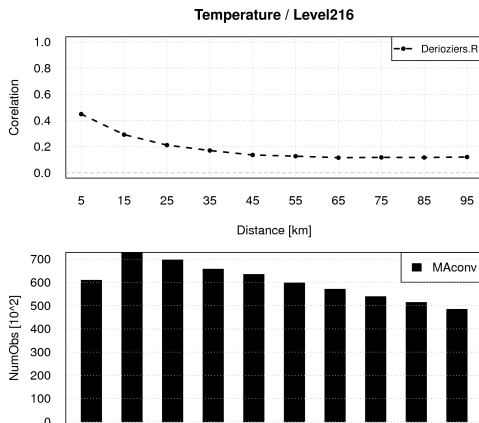 Temperature / Level216
1.0
0.8
0.6
0.4
0.2
0.0
Corelation
Derioziers.R
5 15 25 35 45 55 65 75 85 95
Distance [km]
700
600
500
400
300
200
100
0
NumObs [10^2]
MAconv